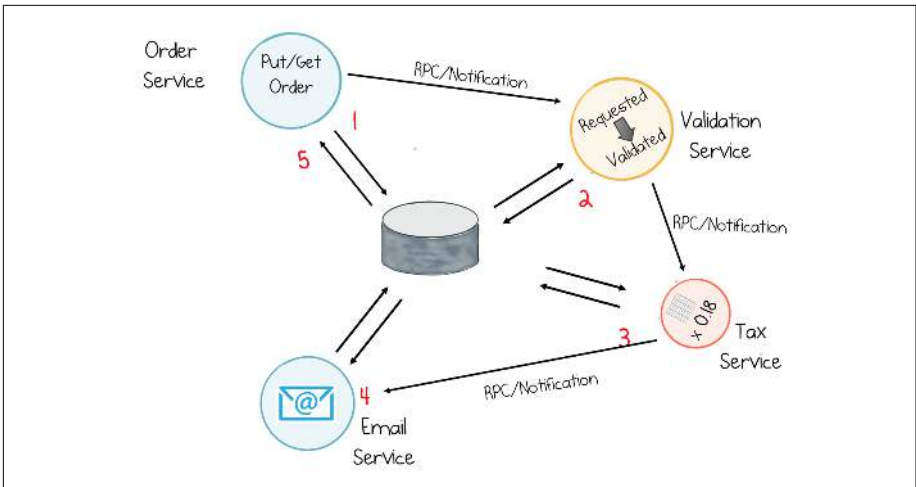 Order
Service
Put/Get
Order
RPC/Notification
Requested
Validated
Validation
Service
1
5
2
RPC/Notification
x 0.18
3
Tax
Service
RPC/Notification
@
4
Email
Service